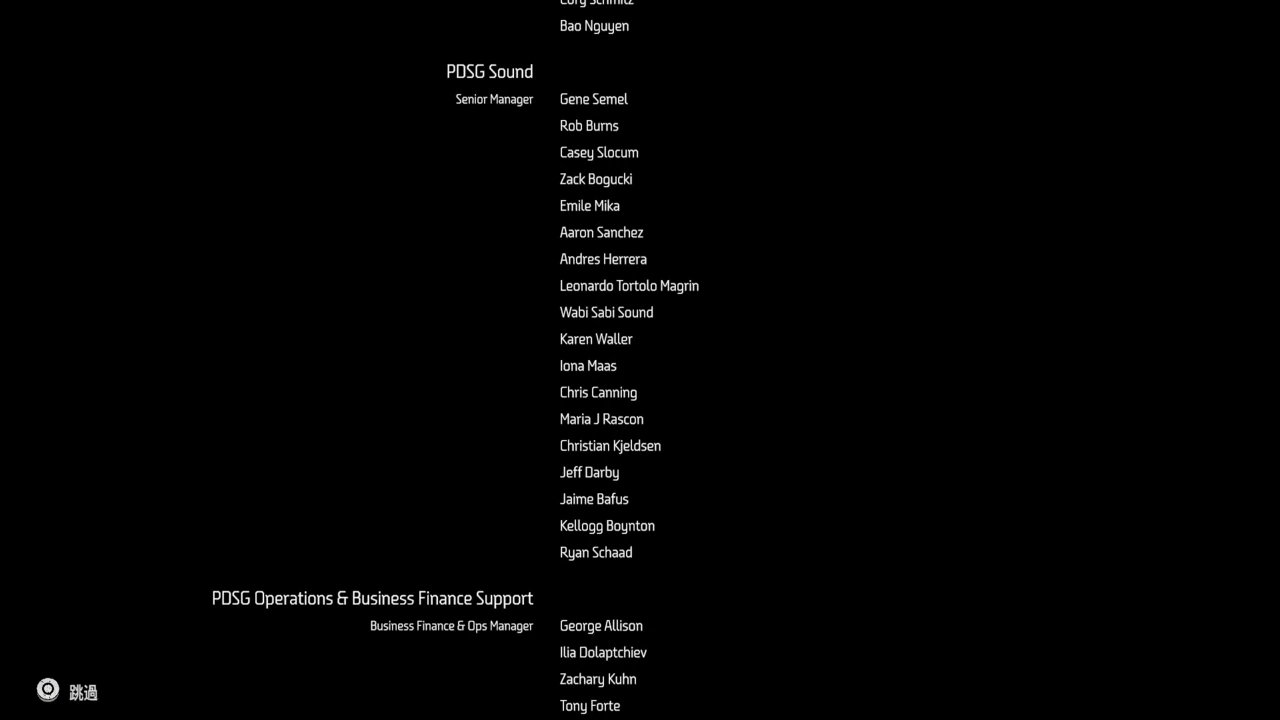 Cory Schmitz
Bao Nguyen
PDSG Sound
Senior Manager Gene Semel
Rob Burns
Casey Slocum
Zack Bogucki
Emile Mika
Aaron Sanchez
Andres Herrera
Leonardo Tortolo Magrin
Wabi Sabi Sound
Karen Waller
Iona Maas
Chris Canning
Maria J Rascon
Christian Kjeldsen
Jeff Darby
Jaime Bafus
Kellogg Boynton
Ryan Schaad
PDSG Operations & Business Finance Support
Business Finance & Ops Manager George Allison
Ilia Dolaptchiev
Zachary Kuhn
Tony Forte
跳過